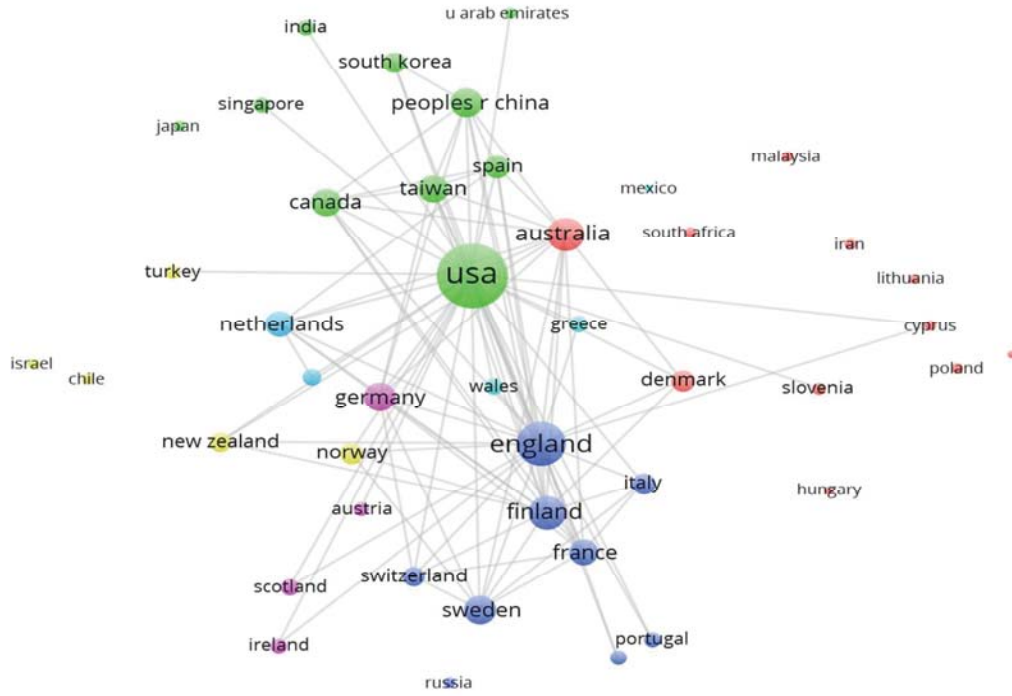 u arab emirates
india
south korea
peoples r china
singapore
japan
malaysia
spain
mexico
taiwan
canada
australia
south africa
iran
usa
turkey
lithuania
netherlands
greece
cyprus
israel
chile
wales
denmark
poland
germany
slovenia
new zealand
england
norway
italy
hungary
austria
finland
france
switzerland
scotland
sweden
ireland
portugal
russia